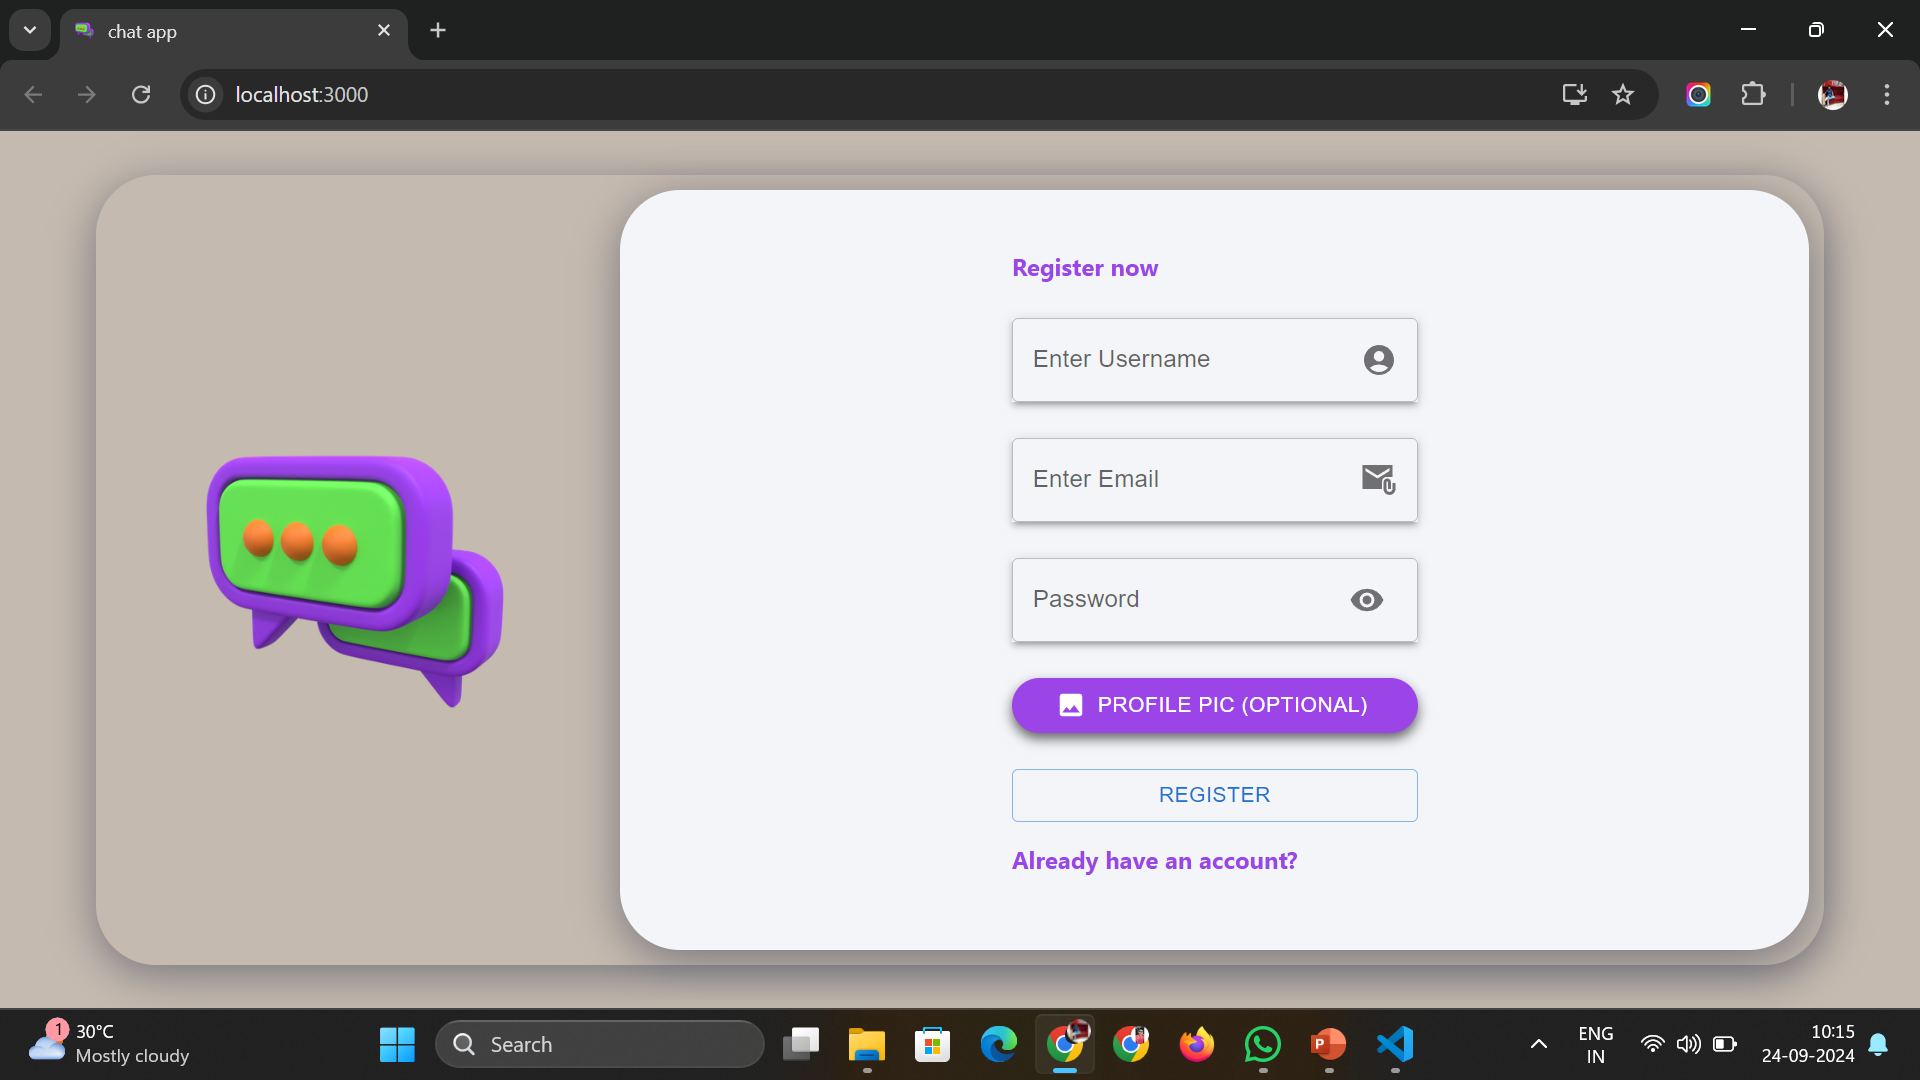 chat app
localhost:3000
Register now
Enter Username
Enter Email
Password
PROFILE PIC (OPTIONAL)
REGISTER
Already have an account?
1
30°C
Mostly cloudy
Search
P
ENG
IN
10:15
24-09-2024